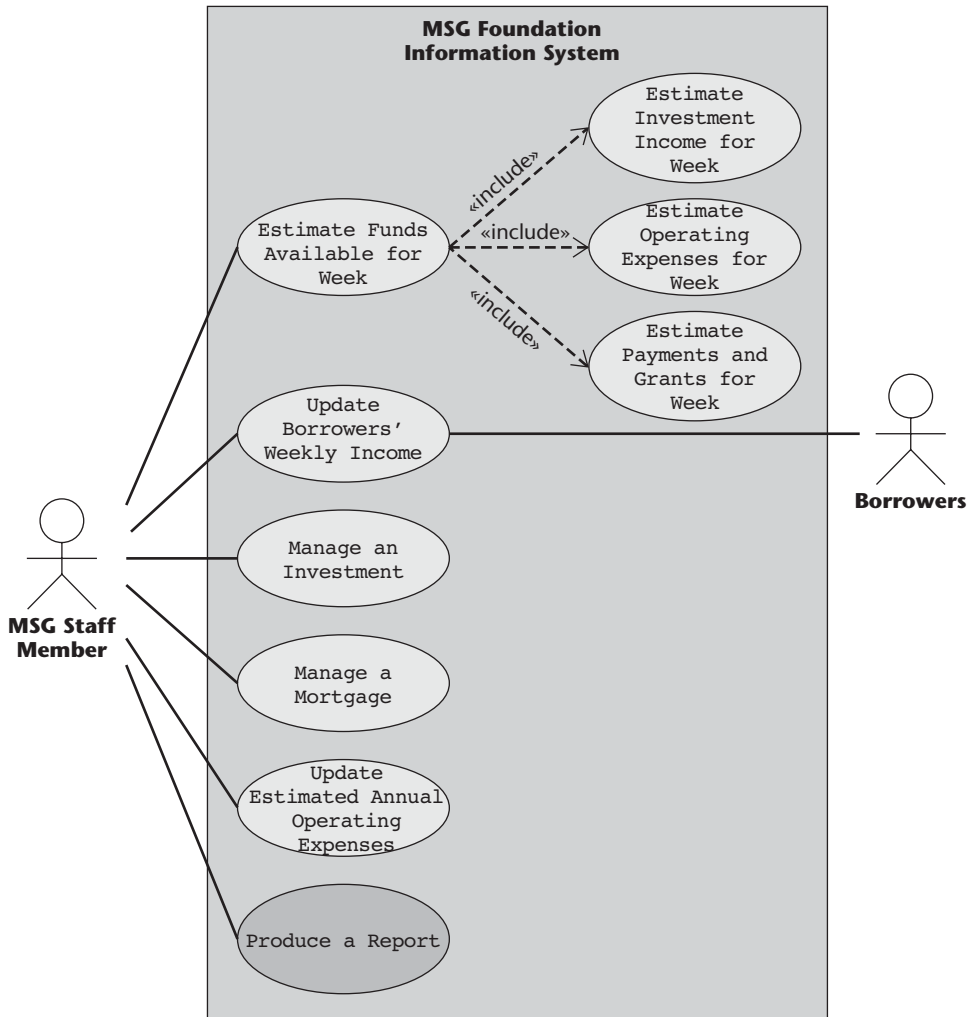 MSG Foundation
Information System
Estimate
Investment
Income for
Week
«include»
Estimate Funds
Available for
Week
«include»
Estimate
Operating
Expenses for
Week
«include»
Estimate
Payments and
Grants for
Week
Update
Borrowers’
Weekly Income
Borrowers
Manage an
Investment
MSG Staff
Member
Manage a
Mortgage
Update
Estimated Annual
Operating
Expenses
Produce a Report